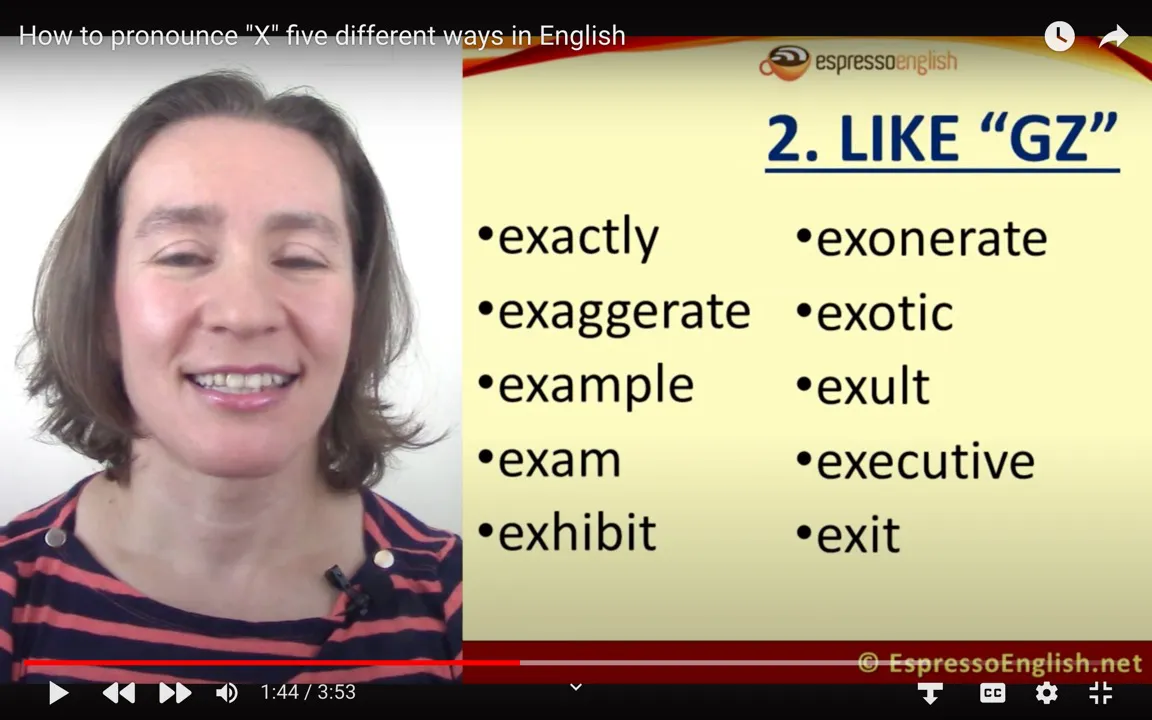 How to pronounce "X" five different ways in English
espressoenglish
2. LIKE “GZ”
•exactly
•exaggerate
•example
•exam
•exhibit
•exonerate
•exotic
•exult
•executive
•exit
© EspressoEnglish.net
1:44 / 3:53
CC